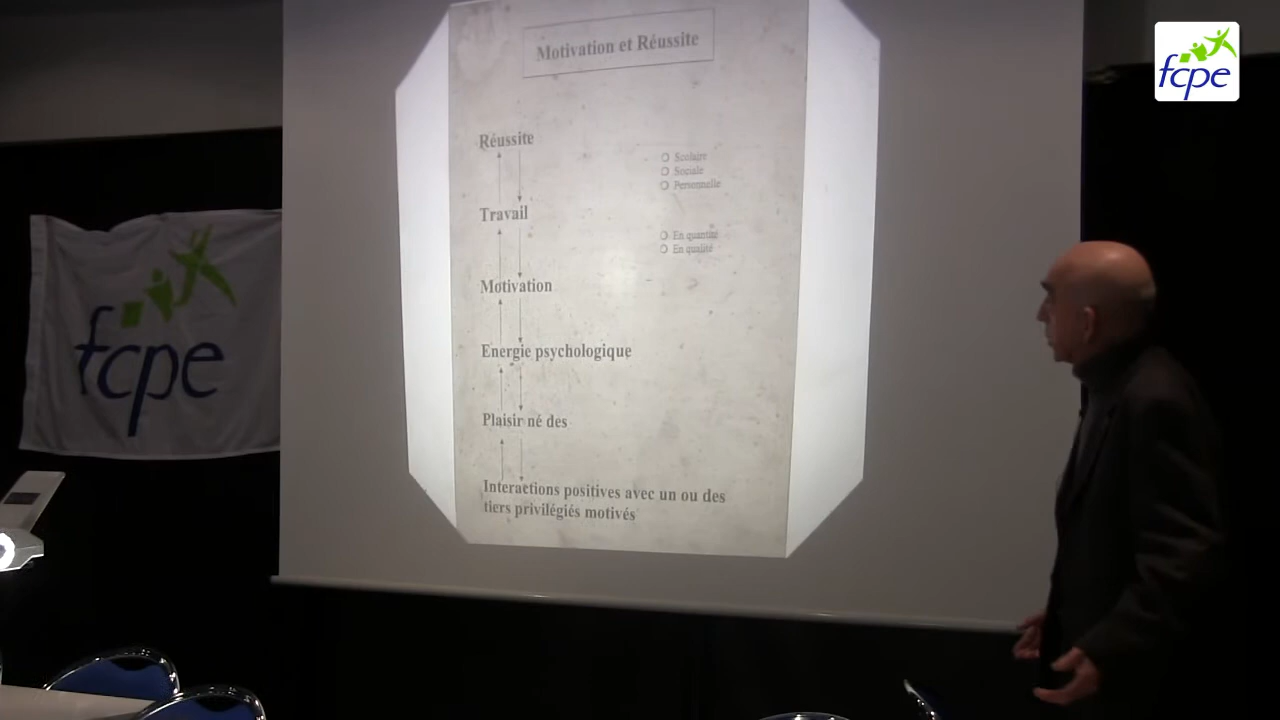 Motivation et Réussite
Réussite
Scolaire
Sociale
Personnelle
Travail
En quantité
En qualité
Motivation
Energie psychologique
Plaisir né des
Interactions positives avec un ou des
tiers privilégiés motivés
fcpe
fcpe